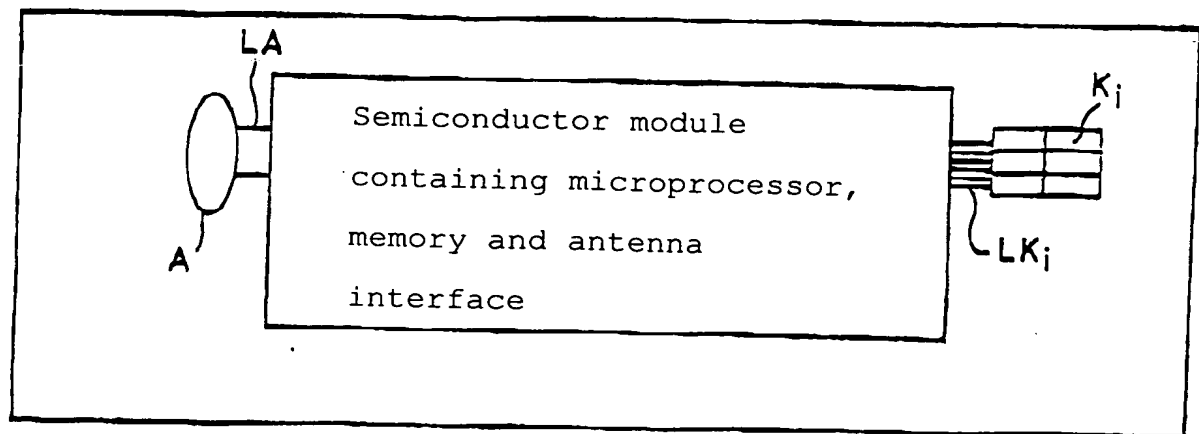 LA
Semiconductor module
containing microprocessor,
memory and antenna
interface
Ki
LKi
A